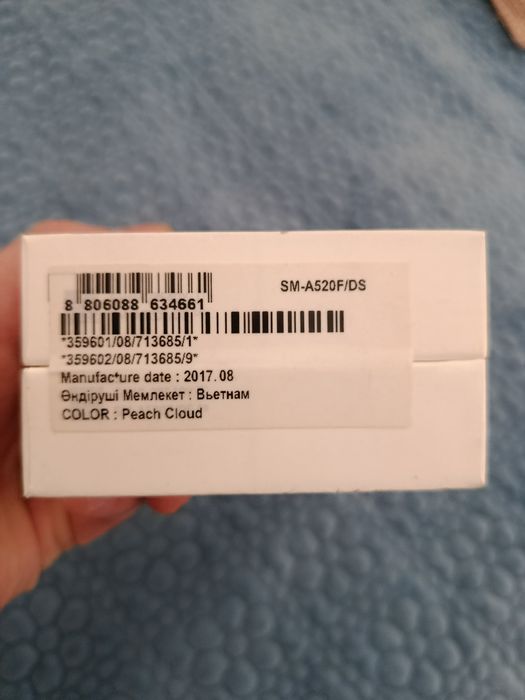 SM-A520F/DS
8 806088 634661
*359601/08/713685/1*
*359602/08/713685/9*
Manufacture date : 2017.08
Өндіруші Мемлекет : Вьетнам
COLOR : Peach Cloud